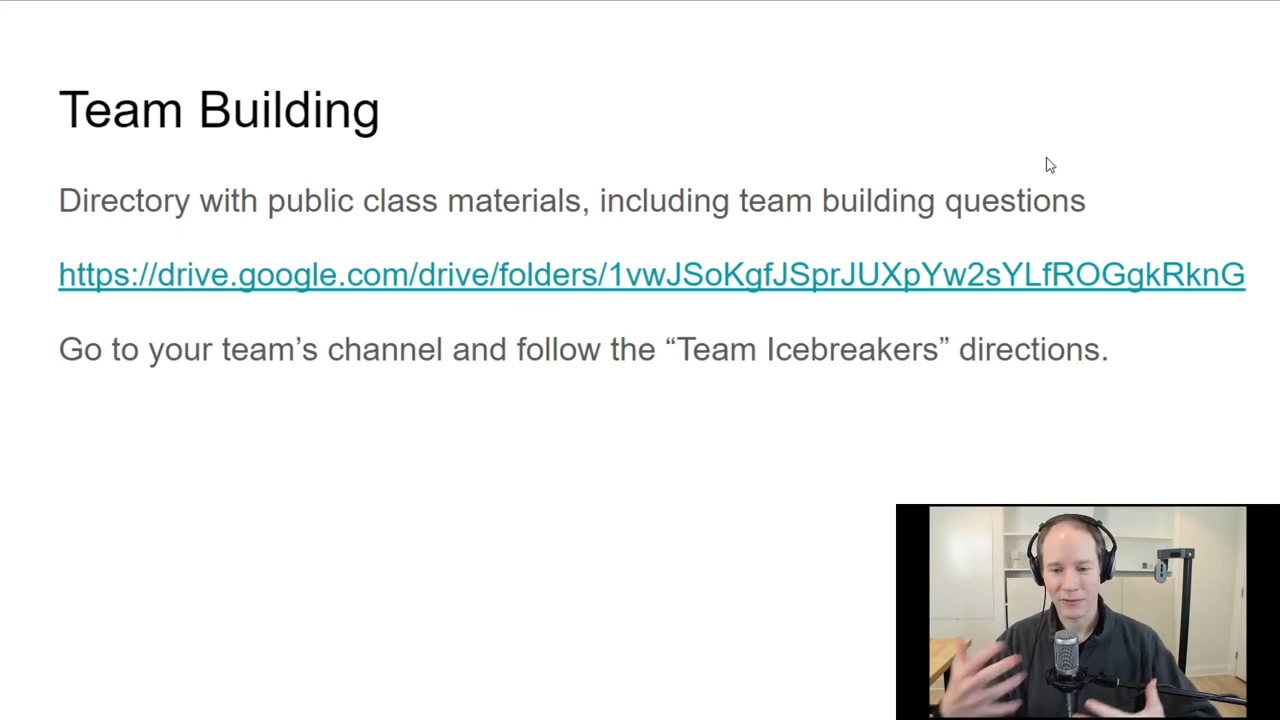 Team Building
Directory with public class materials, including team building questions
https://drive.google.com/drive/folders/1vwJSoKgfJSprJUXpYw2sYLfROGgkRknG
Go to your team’s channel and follow the “Team Icebreakers” directions.